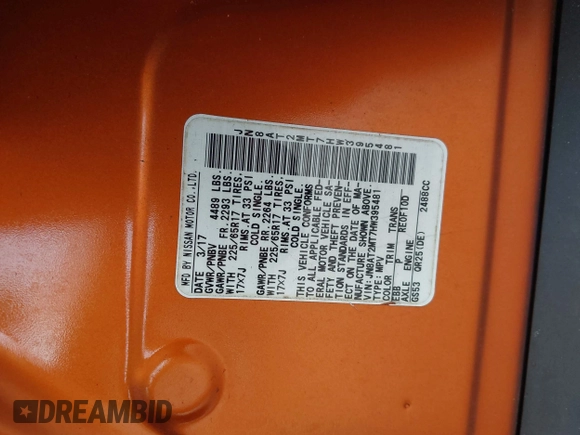 MFD BY NISSAN MOTOR CO.,LTD.
DATE 3/17
GVWR/PNBV 4489 LBS.
GAWR/PNBE FR.2293 LBS.
WITH 225/65R17 TIRES,
17X7J RIMS,AT 33 PSI
COLD SINGLE.
GAWR/PNBE RR.2264 LBS.
WITH 225/65R17 TIRES,
17X7J RIMS,AT 33 PSI
COLD SINGLE.
THIS VEHICLE CONFORMS
TO ALL APPLICABLE FED-
ERAL MOTOR VEHICLE SA-
FETY AND THEFT PREVEN-
TION STANDARDS IN EFF-
ECT ON THE DATE OF MA-
NUFACTURE SHOWN ABOVE.
VIN:JN8AT2MT7HW395481
TYPE:MPV
COLOR TRIM TRANS
EBB P RE0F10D
AXLE ENGINE
GS53 QR25(DE) 2488CC
JN8AT2MT7HW395481
DREAMBID